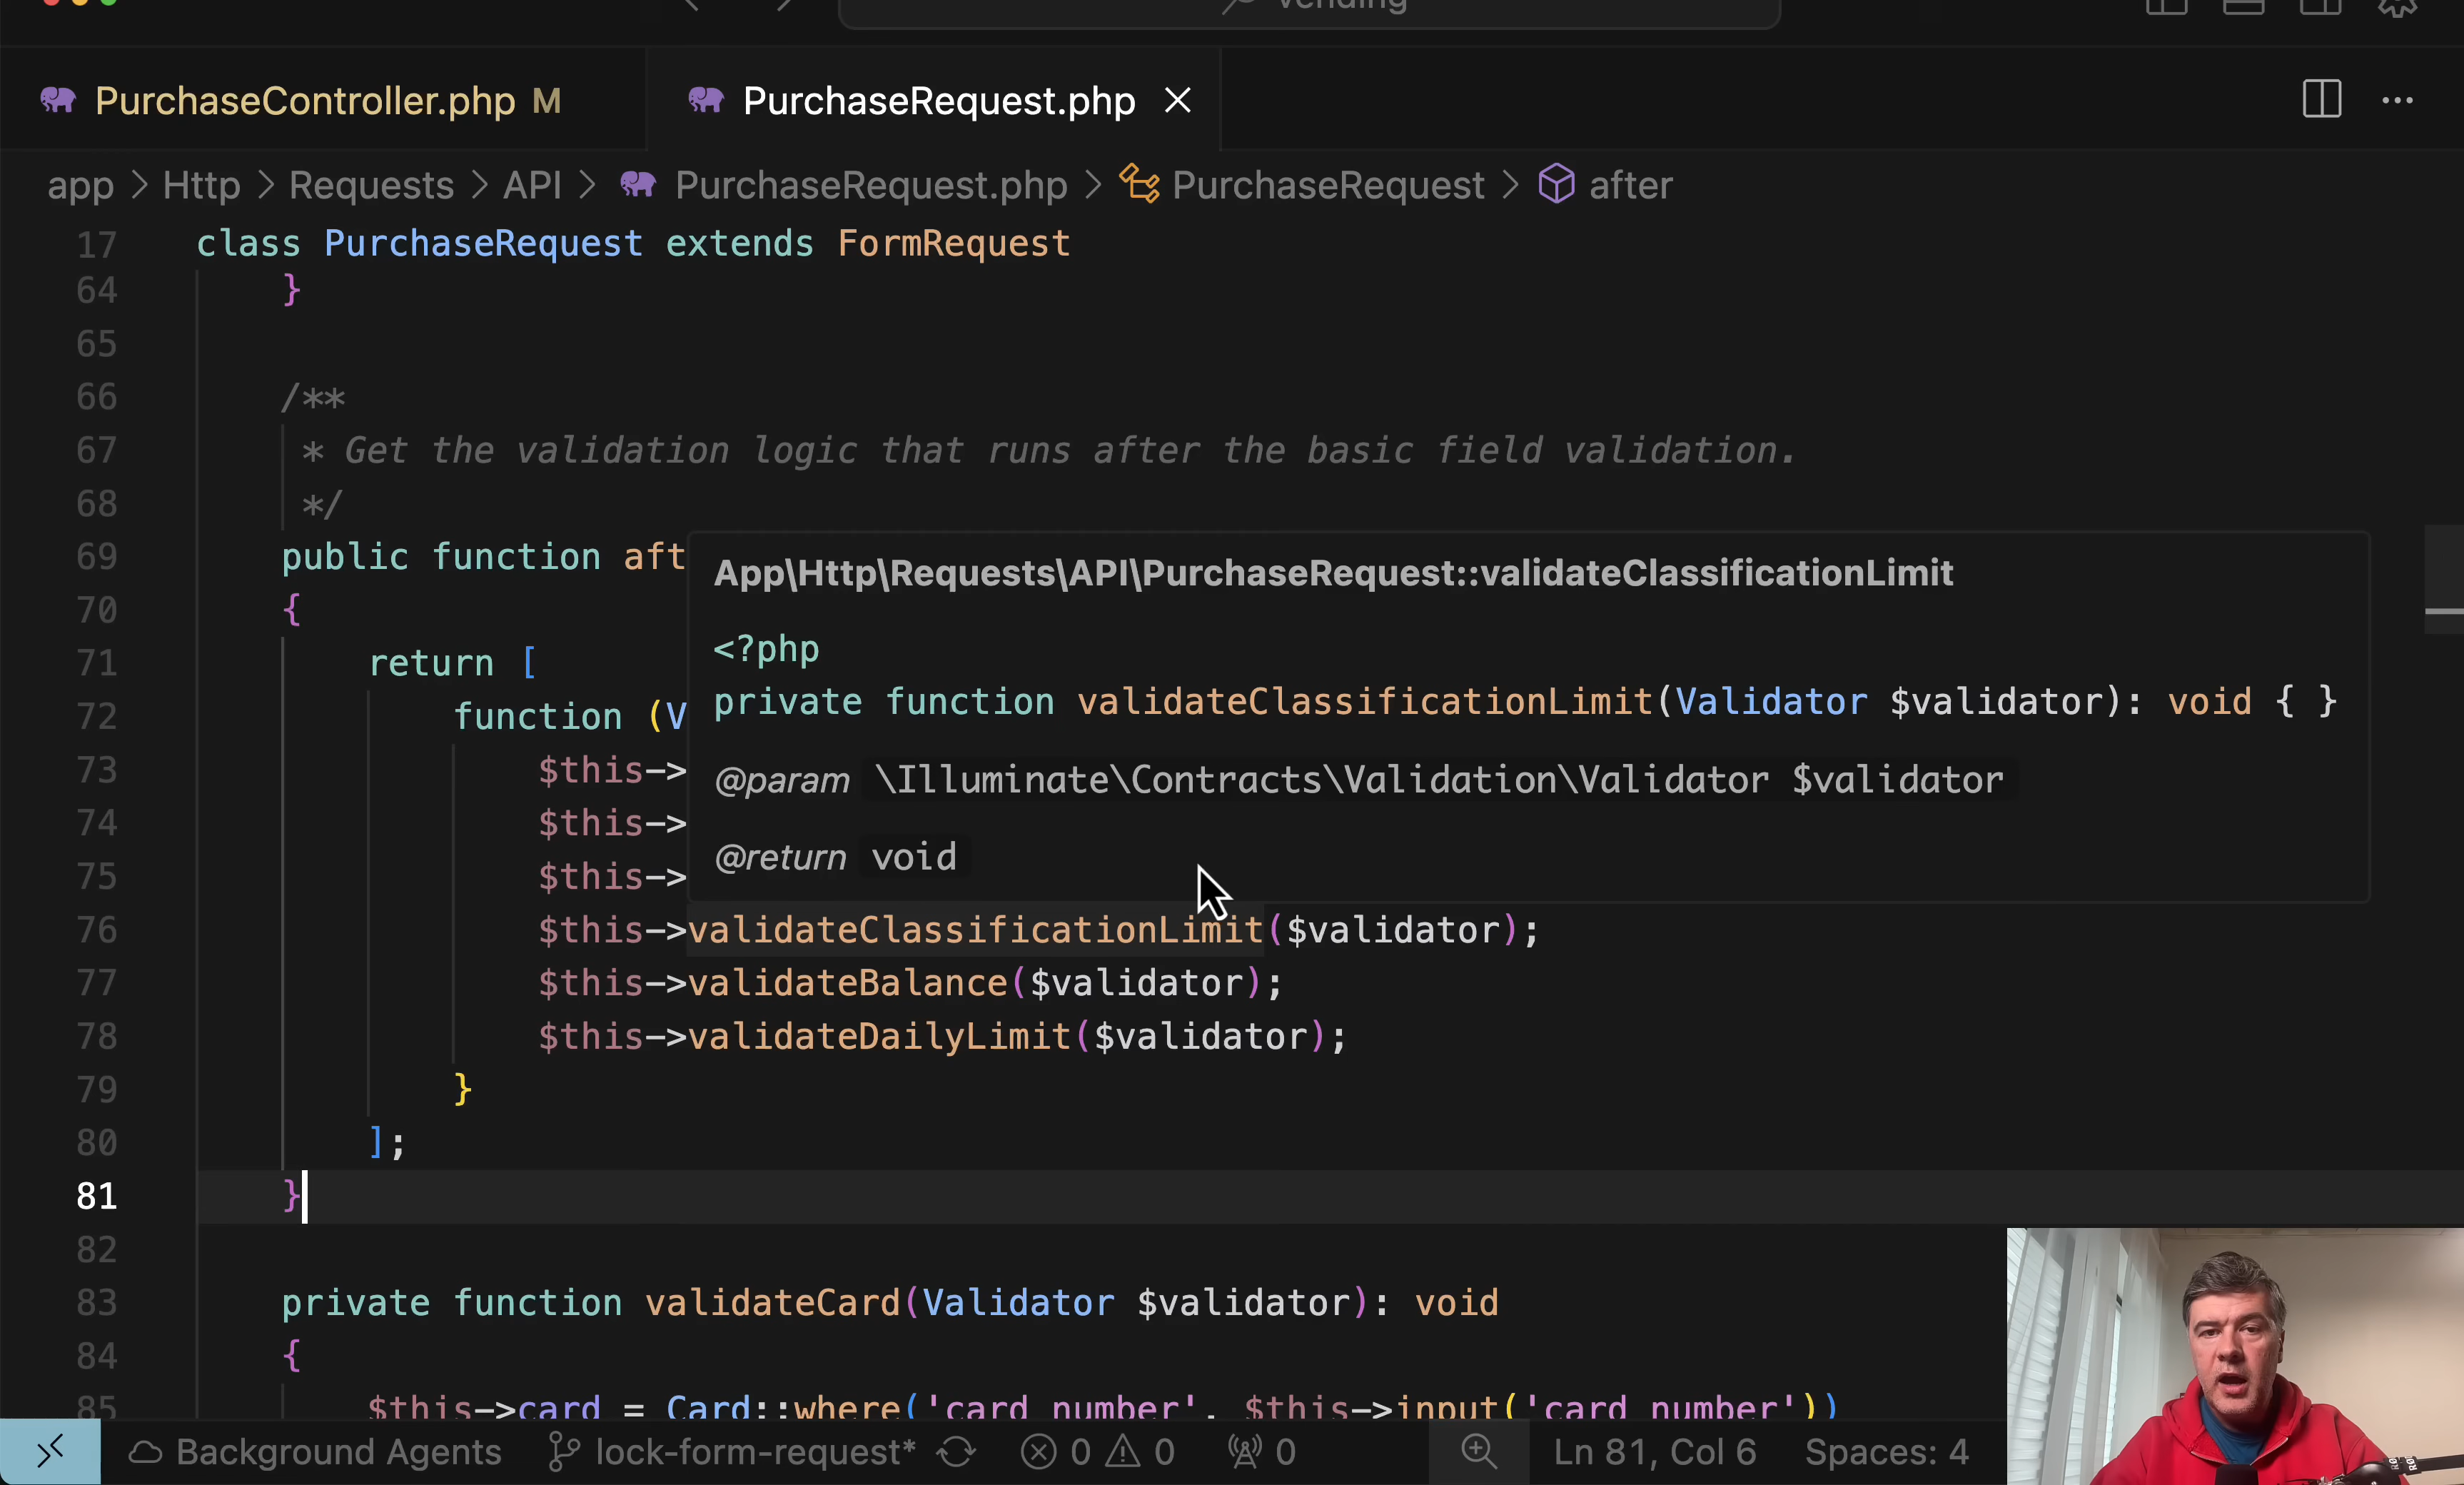 vending
PurchaseController.php M
PurchaseRequest.php
app > Http > Requests > API > PurchaseRequest.php > PurchaseRequest > after
17 class PurchaseRequest extends FormRequest
64 }
65
66 /**
67 * Get the validation logic that runs after the basic field validation.
68 */
69 public function aft
App\Http\Requests\API\PurchaseRequest::validateClassificationLimit
70 {
<?php
71 return [
private function validateClassificationLimit(Validator $validator): void { }
72 function (V
73 $this->
@param \Illuminate\Contracts\Validation\Validator $validator
74 $this->
@return void
75 $this->
76 $this->validateClassificationLimit($validator);
77 $this->validateBalance($validator);
78 $this->validateDailyLimit($validator);
79 }
80 ];
81 }
82
83 private function validateCard(Validator $validator): void
84 {
85 $this->card = Card::where('card_number', $this->input('card_number'))
Background Agents lock-form-request* 0 0 0 Ln 81, Col 6 Spaces: 4